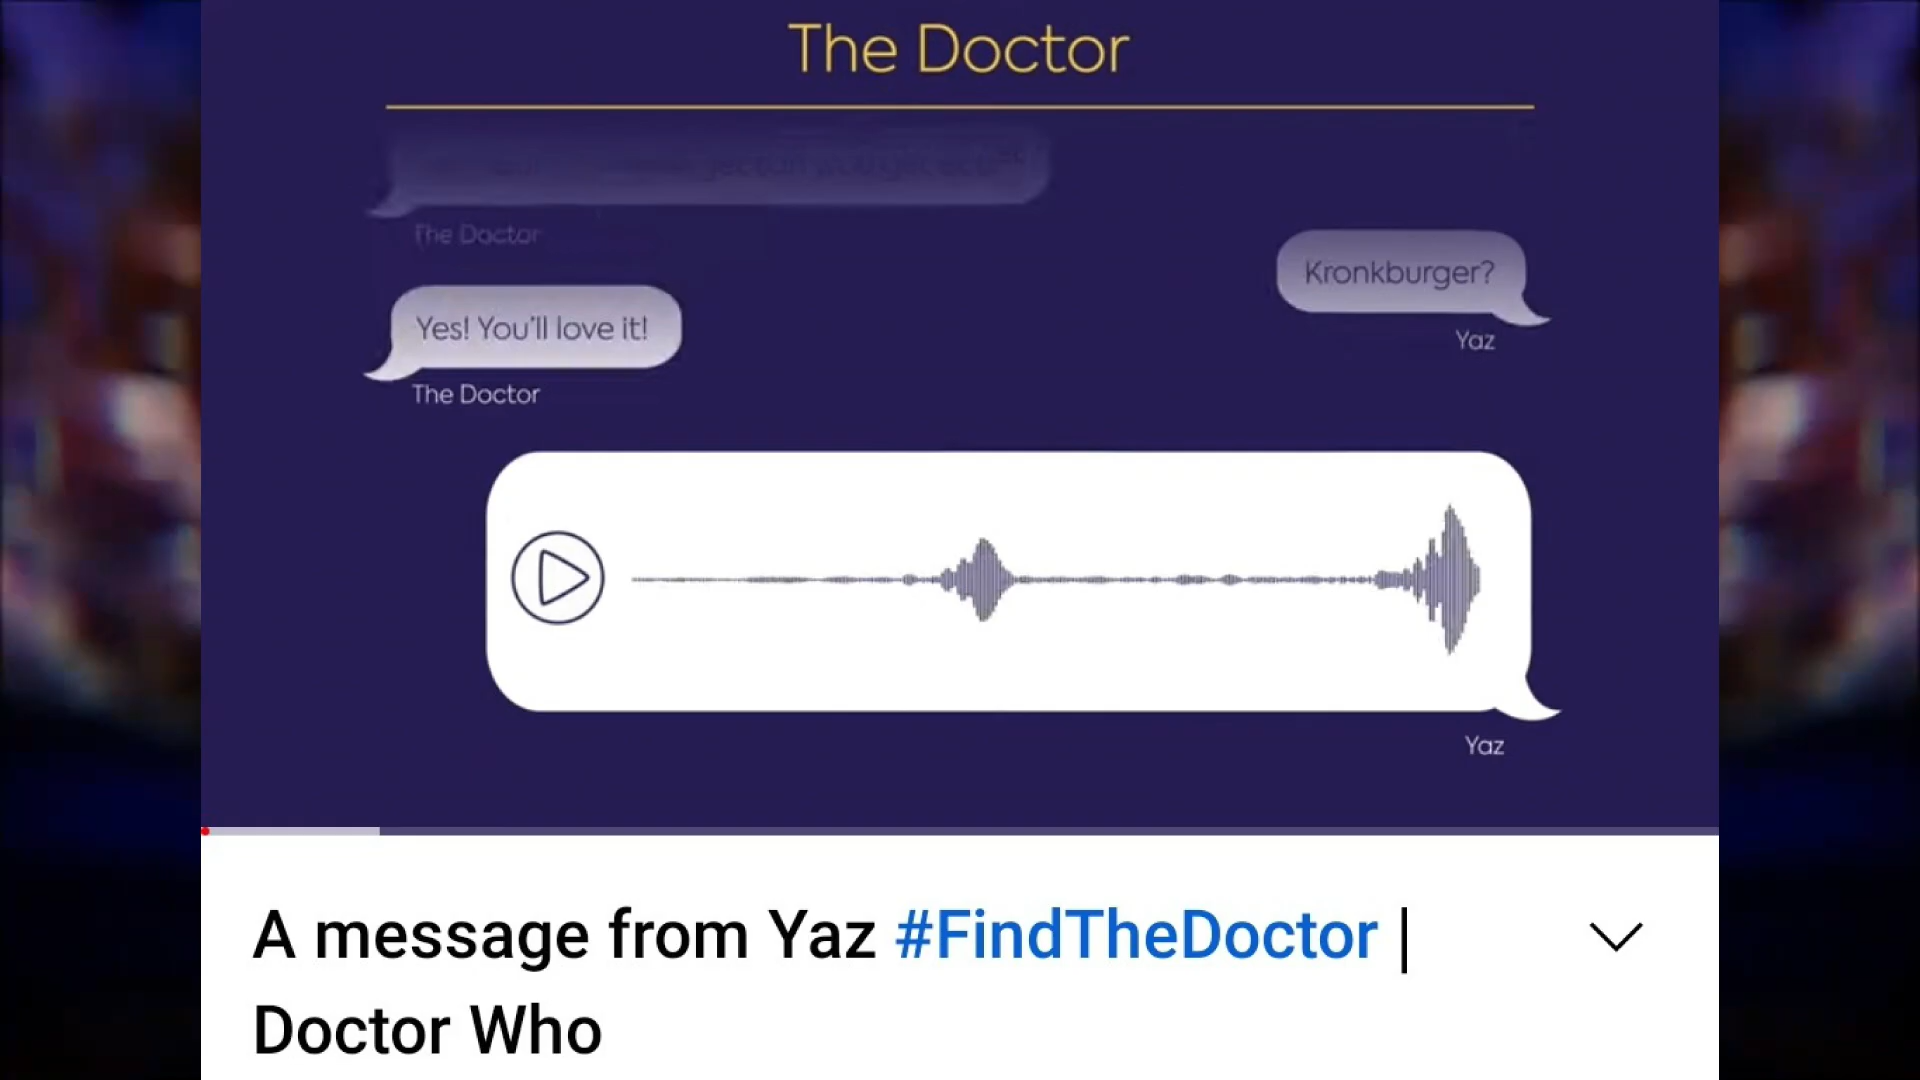 The Doctor
The Doctor
Kronkburger?
Yaz
Yes! You'll love it!
The Doctor
Yaz
A message from Yaz #FindTheDoctor |
Doctor Who